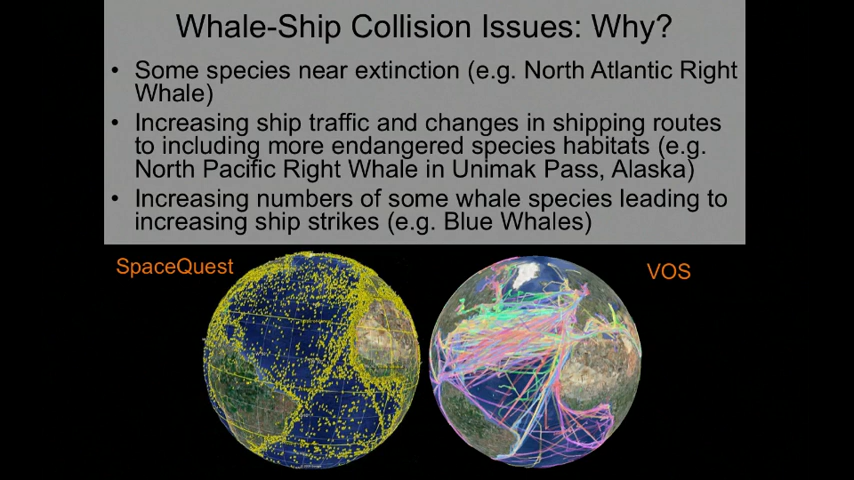 Whale-Ship Collision Issues: Why?
• Some species near extinction (e.g. North Atlantic Right
Whale)
• Increasing ship traffic and changes in shipping routes
to including more endangered species habitats (e.g.
North Pacific Right Whale in Unimak Pass, Alaska)
• Increasing numbers of some whale species leading to
increasing ship strikes (e.g. Blue Whales)
SpaceQuest
VOS